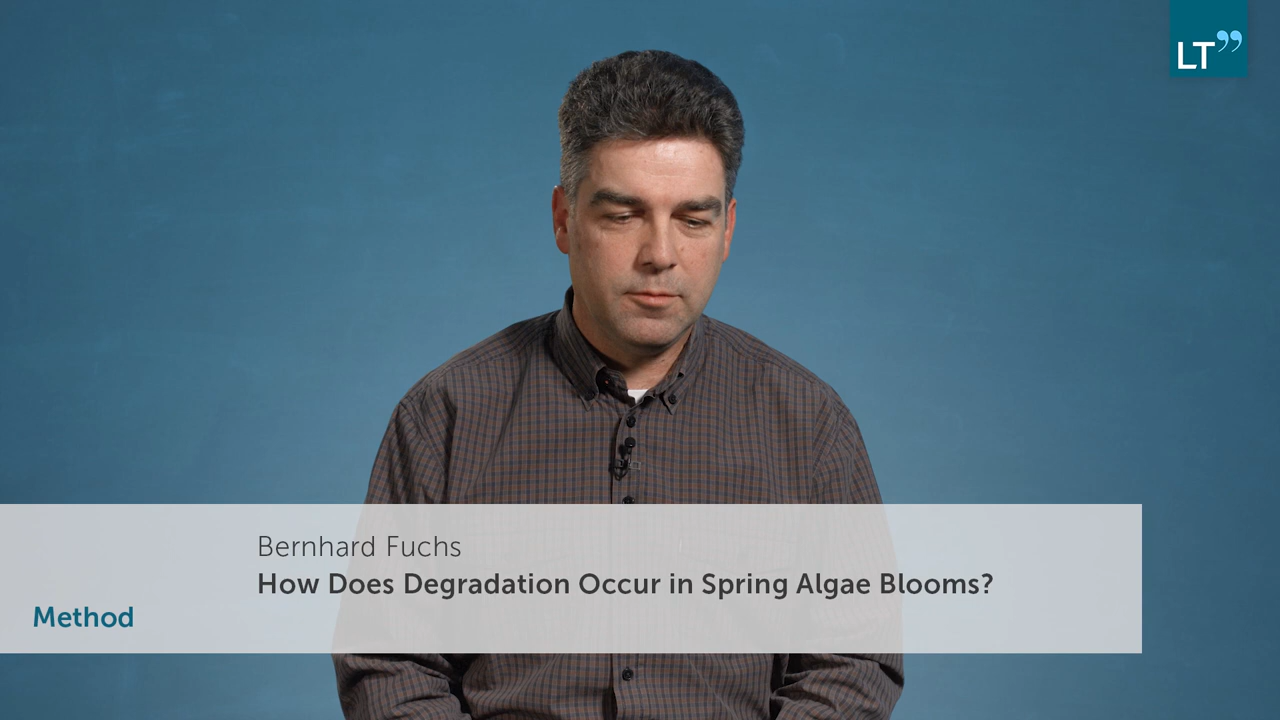 LT”
Bernhard Fuchs
How Does Degradation Occur in Spring Algae Blooms?
Method